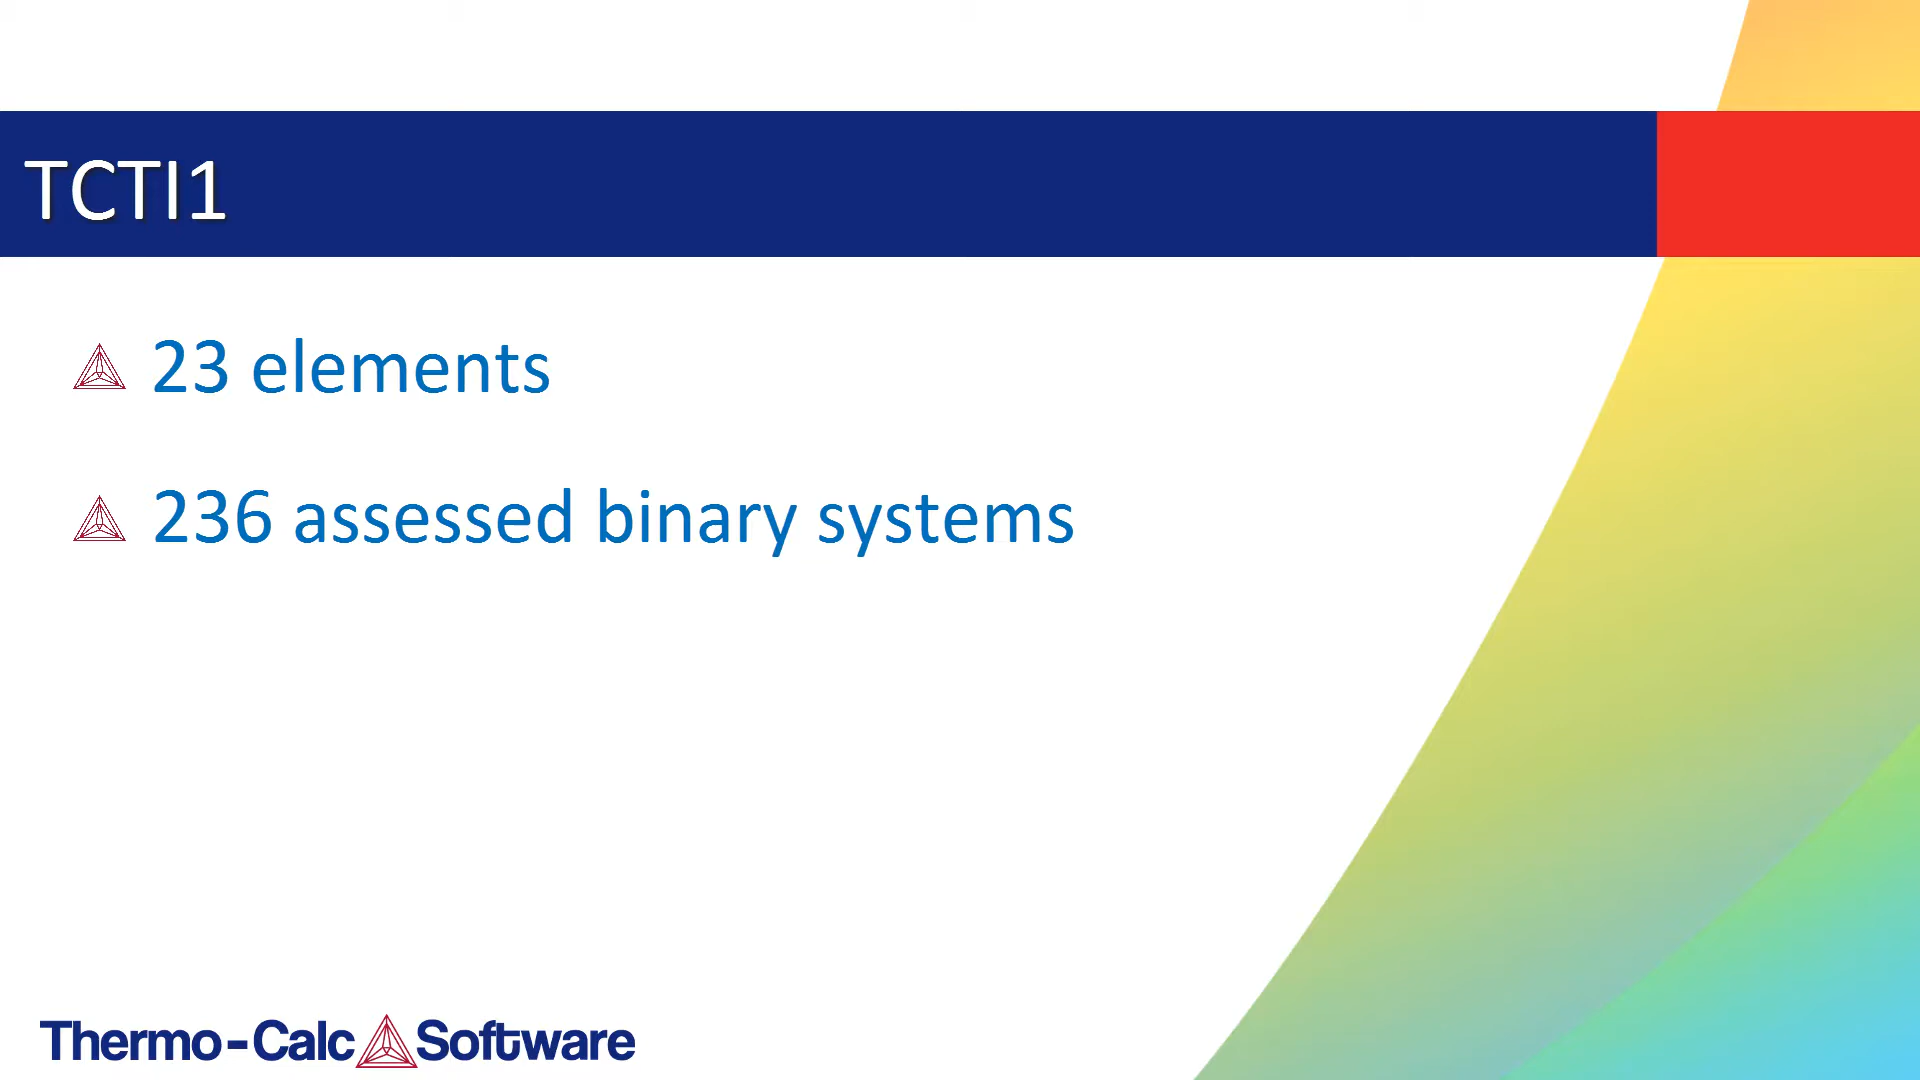 TCTI1
23 elements
236 assessed binary systems
Thermo-Calc Software